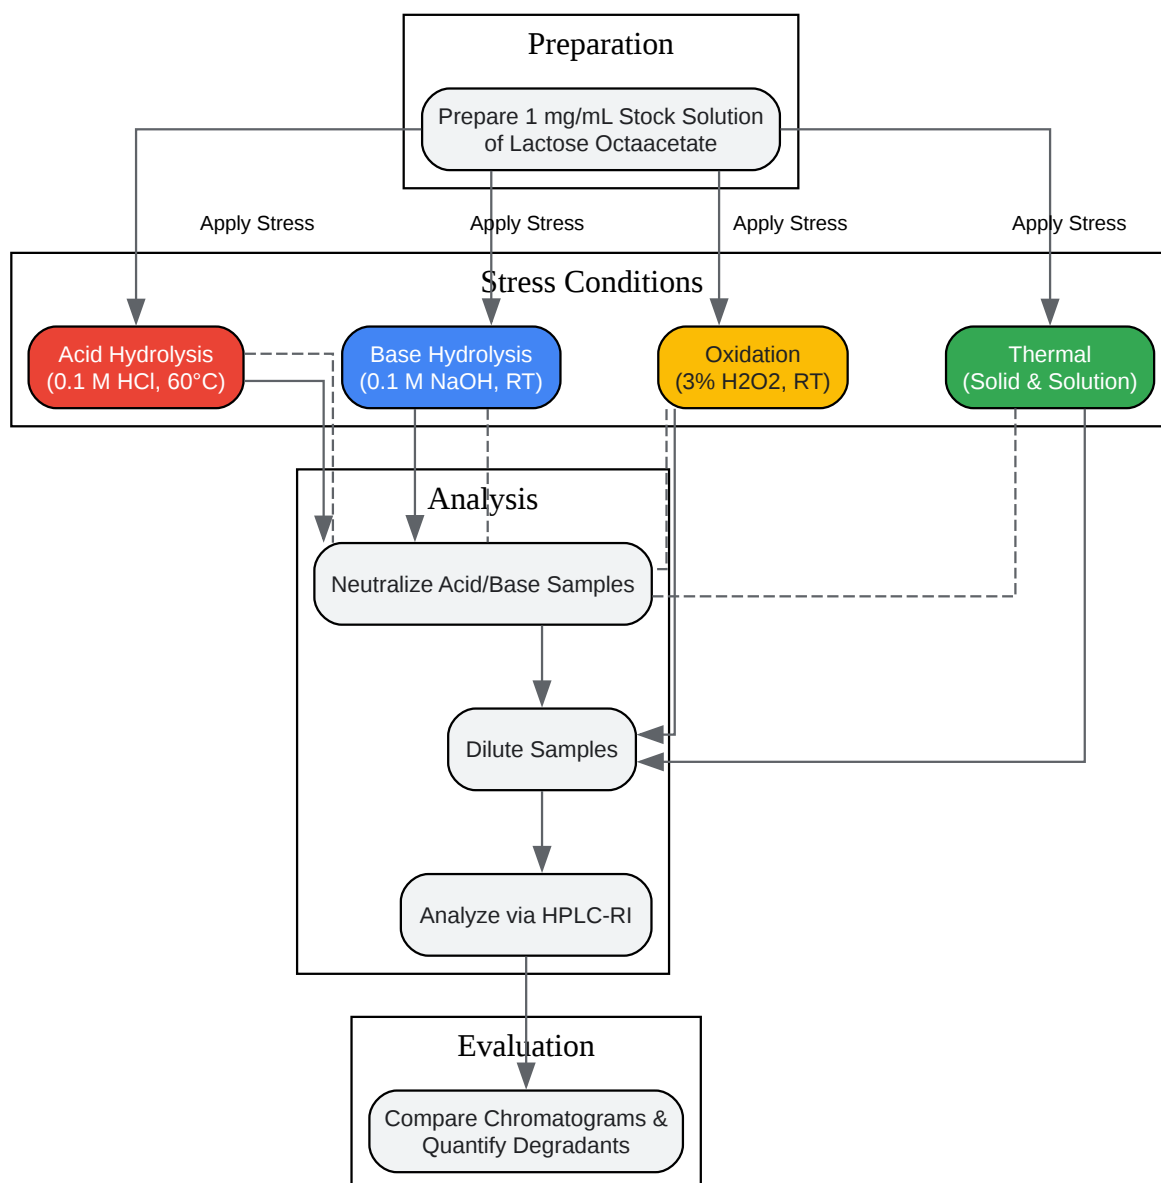 Preparation
Prepare 1 mg/mL Stock Solution
of Lactose Octaacetate
Apply Stress
Apply Stress
Apply Stress
Apply Stress
Stress Conditions
Acid Hydrolysis
(0.1 M HCl, 60°C)
Base Hydrolysis
(0.1 M NaOH, RT)
Oxidation
(3% H2O2, RT)
Thermal
(Solid & Solution)
Analysis
Neutralize Acid/Base Samples
Dilute Samples
Analyze via HPLC-RI
Evaluation
Compare Chromatograms &
Quantify Degradants